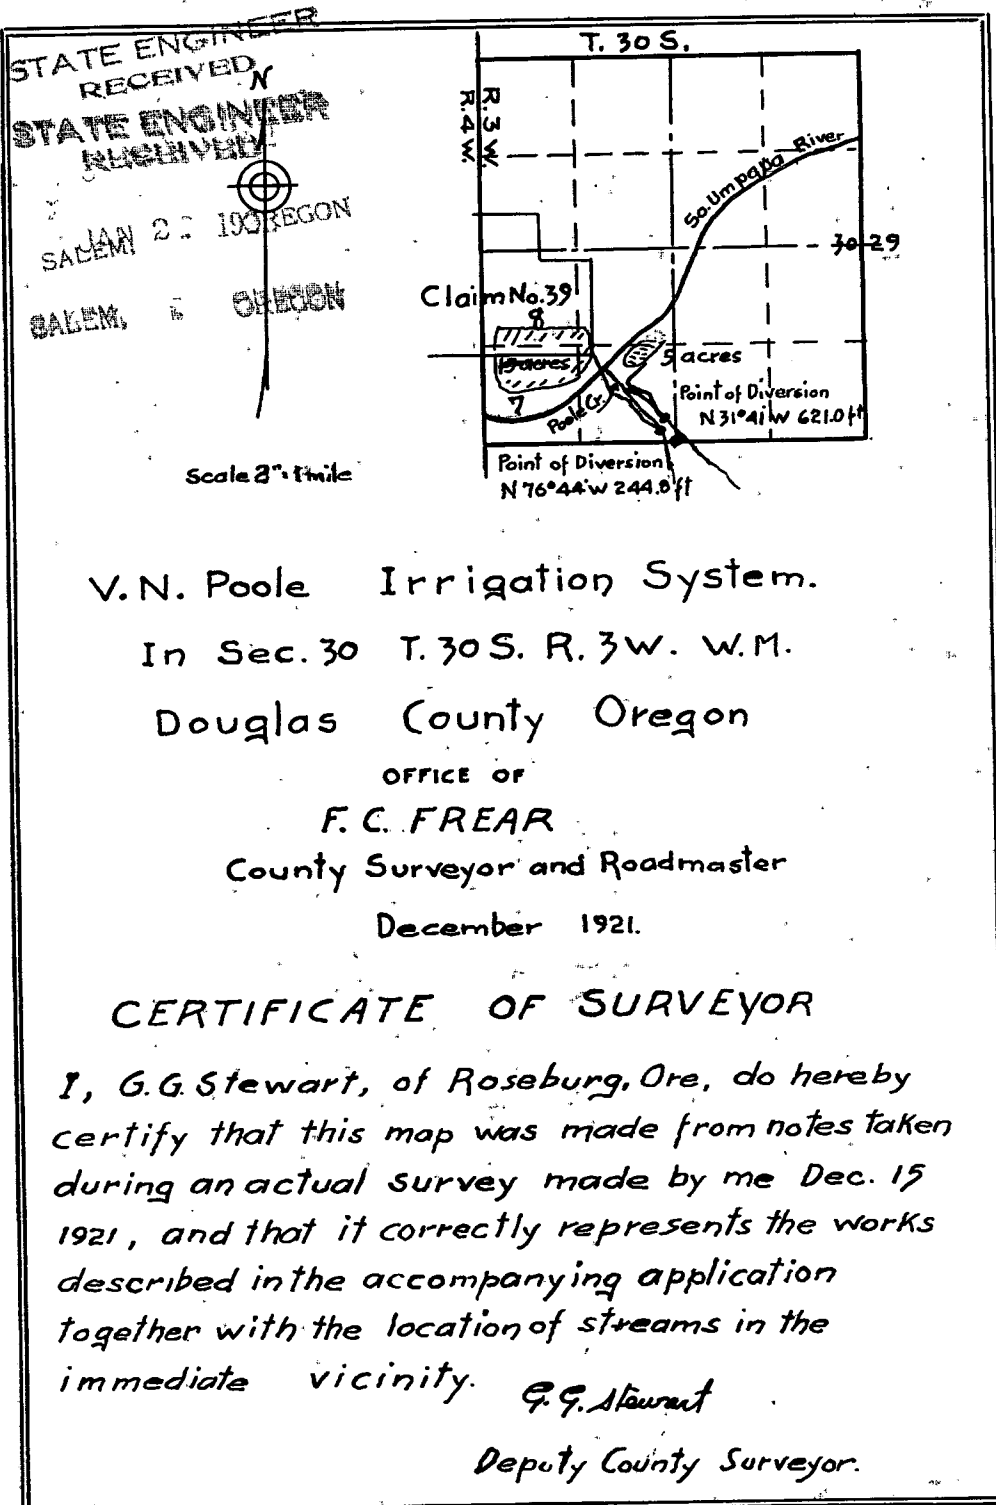 STATE ENGINEER
RECEIVED
STATE ENGINEER
RECEIVED
JAN
SALEM, OREGON
SALEM, OREGON
N
Scale 2": 1 mile
T. 30 S.
R. 3 W.
R. 4 W.
So. Umpqua River
30 29
Claim No. 39
8
15 acres
7
5 acres
Poole Cr.
Point of Diversion
N 31°41' W 621.0 ft
Point of Diversion
N 76°44' W 244.8 ft
V. N. Poole Irrigation System.
In Sec. 30 T. 30 S. R. 3 W. W. M.
Douglas County Oregon
OFFICE OF
F. C. FREAR
County Surveyor and Roadmaster
December 1921.
CERTIFICATE OF SURVEYOR
I, G. G. Stewart, of Roseburg, Ore, do hereby
certify that this map was made from notes taken
during an actual survey made by me Dec. 15
1921, and that it correctly represents the works
described in the accompanying application
together with the location of streams in the
immediate vicinity.
G. G. Stewart
Deputy County Surveyor.